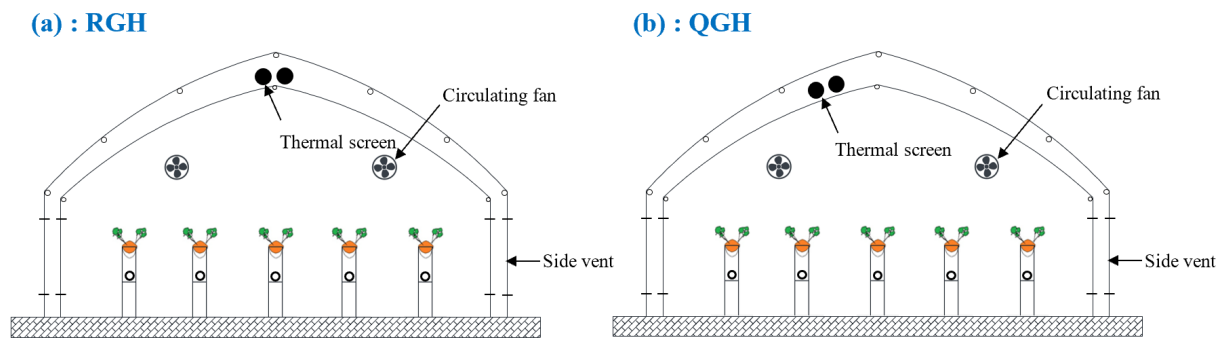 (a) : RGH
Circulating fan
Thermal screen
Side vent
(b) : QGH
Circulating fan
Thermal screen
Side vent